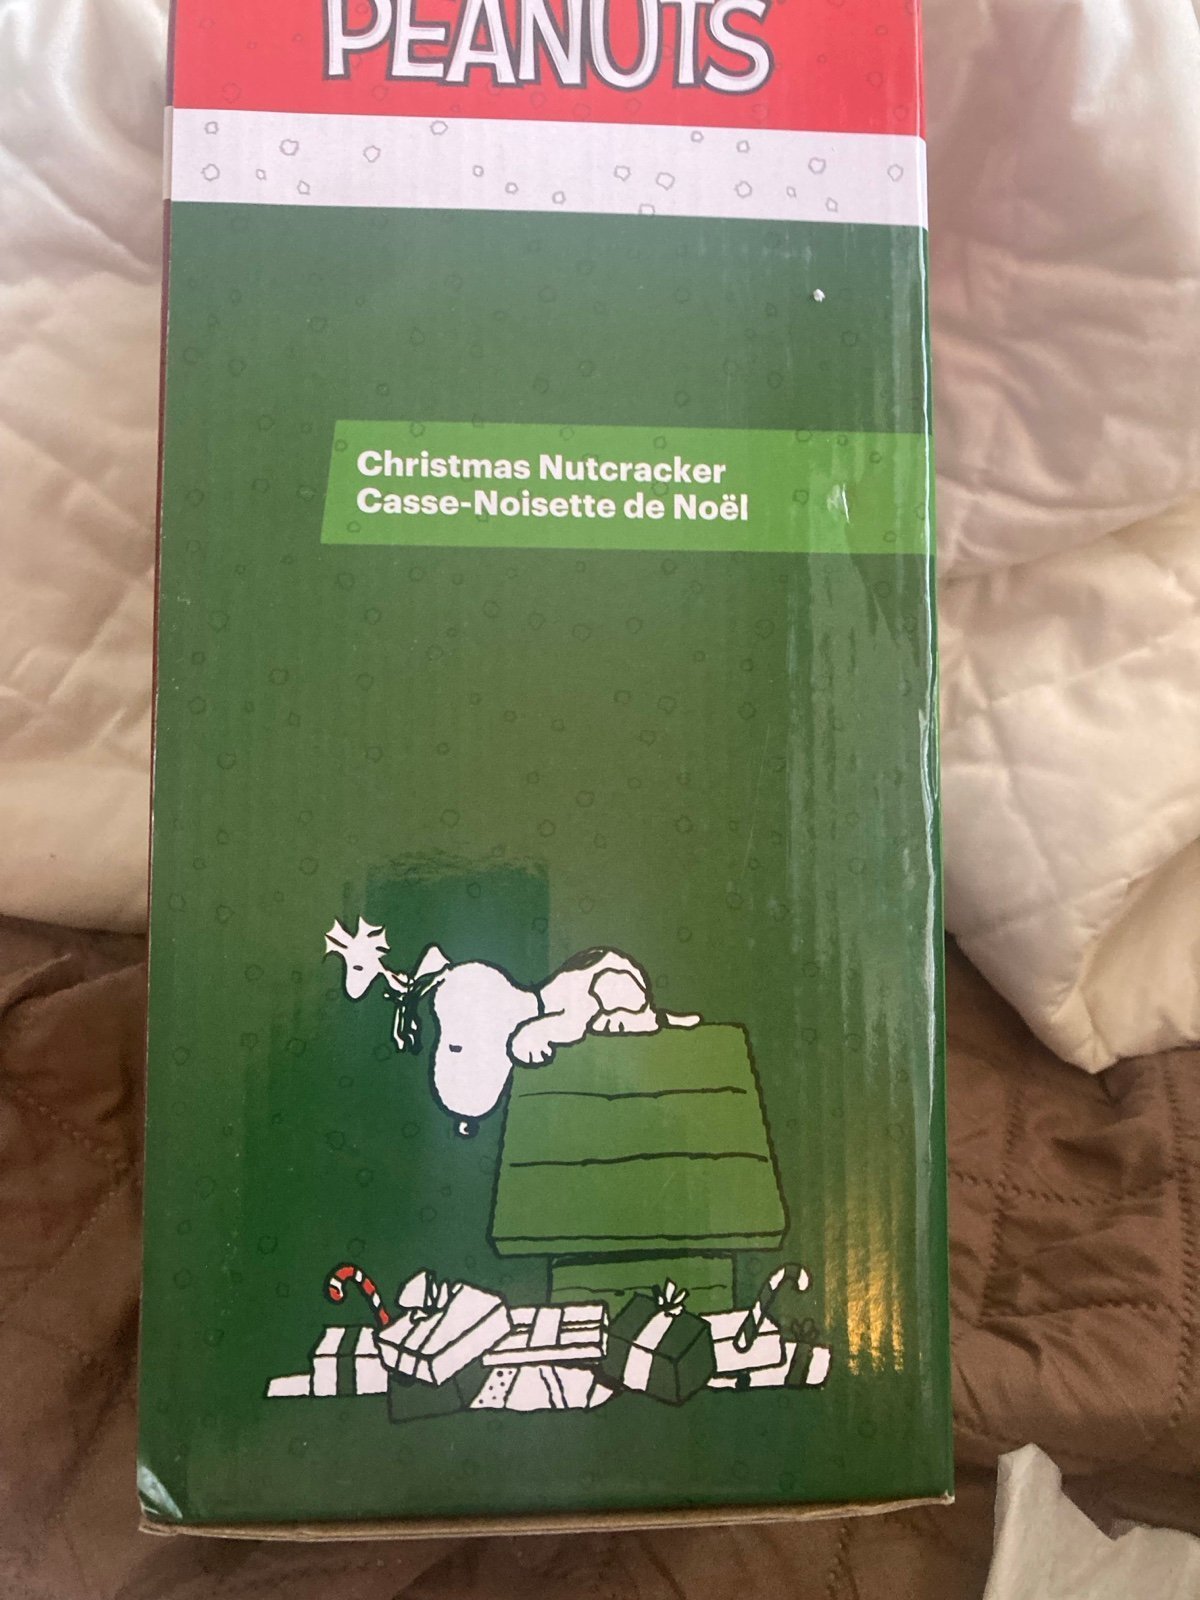 PEANUTS
Christmas Nutcracker
Casse-Noisette de Noël